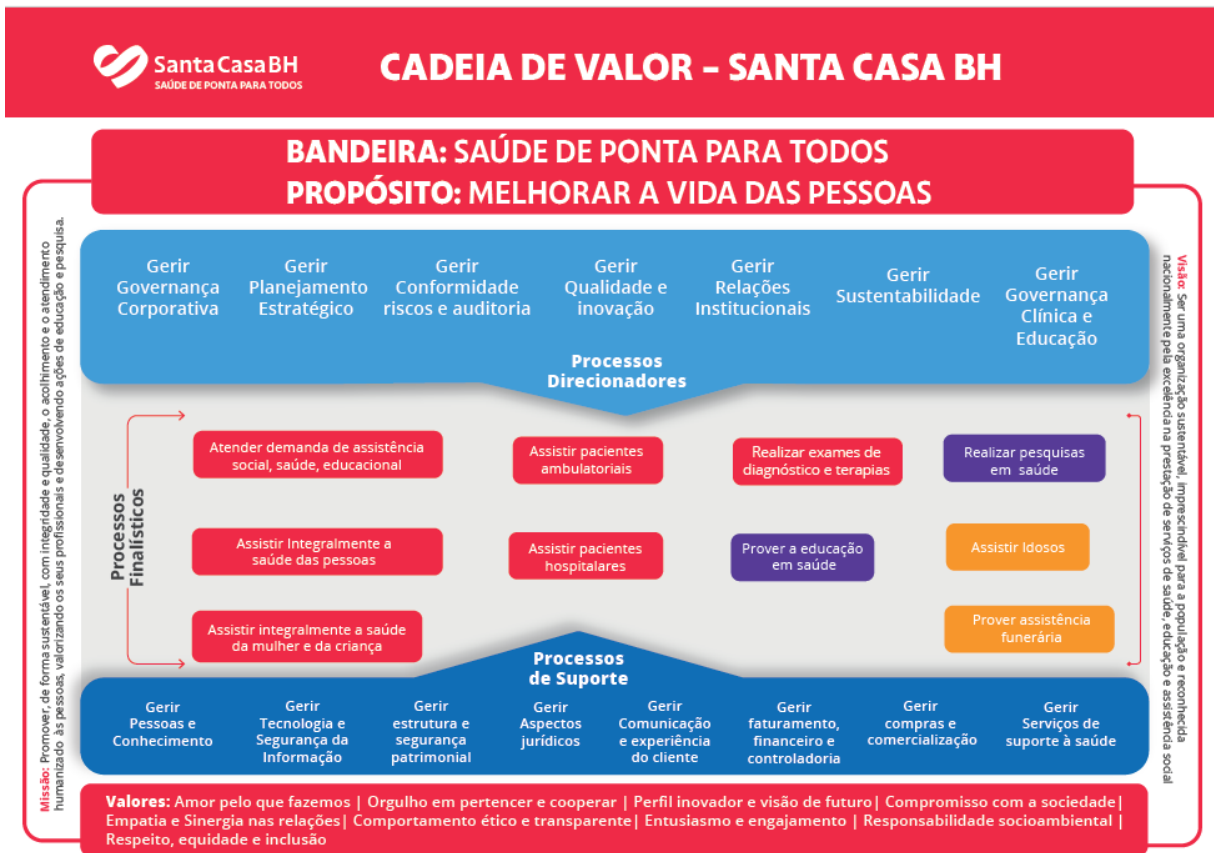 SantaCasaBH
SAÚDE DE PONTA PARA TODOS
CADEIA DE VALOR – SANTA CASA BH
BANDEIRA: SAÚDE DE PONTA PARA TODOS
PROPÓSITO: MELHORAR A VIDA DAS PESSOAS
Missão: Promover, de forma sustentável, com integridade e qualidade, o acolhimento e o atendimento
humanizado às pessoas, valorizando os seus profissionais e desenvolvendo ações de educação e pesquisa.
Gerir
Governança
Corporativa
Gerir
Planejamento
Estratégico
Gerir
Conformidade
riscos e auditoria
Gerir
Qualidade e
inovação
Gerir
Relações
Institucionais
Gerir
Sustentabilidade
Gerir
Governança
Clínica e
Educação
Processos
Direcionadores
Processos
Finalísticos
Atender demanda de assistência
social, saúde, educacional
Assistir pacientes
ambulatoriais
Realizar exames de
diagnóstico e terapias
Realizar pesquisas
em saúde
Assistir Integralmente a
saúde das pessoas
Assistir pacientes
hospitalares
Prover a educação
em saúde
Assistir Idosos
Assistir integralmente a saúde
da mulher e da criança
Prover assistência
funerária
Processos
de Suporte
Gerir
Pessoas e
Conhecimento
Gerir
Tecnologia e
Segurança da
Informação
Gerir
estrutura e
segurança
patrimonial
Gerir
Aspectos
jurídicos
Gerir
Comunicação
e experiência
do cliente
Gerir
faturamento,
financeiro e
controladoria
Gerir
compras e
comercialização
Gerir
Serviços de
suporte à saúde
Visão: Ser uma organização sustentável, imprescindível para a população e reconhecida
nacionalmente pela excelência na prestação de serviços de saúde, educação e assistência social
Valores: Amor pelo que fazemos | Orgulho em pertencer e cooperar | Perfil inovador e visão de futuro| Compromisso com a sociedade|
Empatia e Sinergia nas relações| Comportamento ético e transparente| Entusiasmo e engajamento | Responsabilidade socioambiental |
Respeito, equidade e inclusão